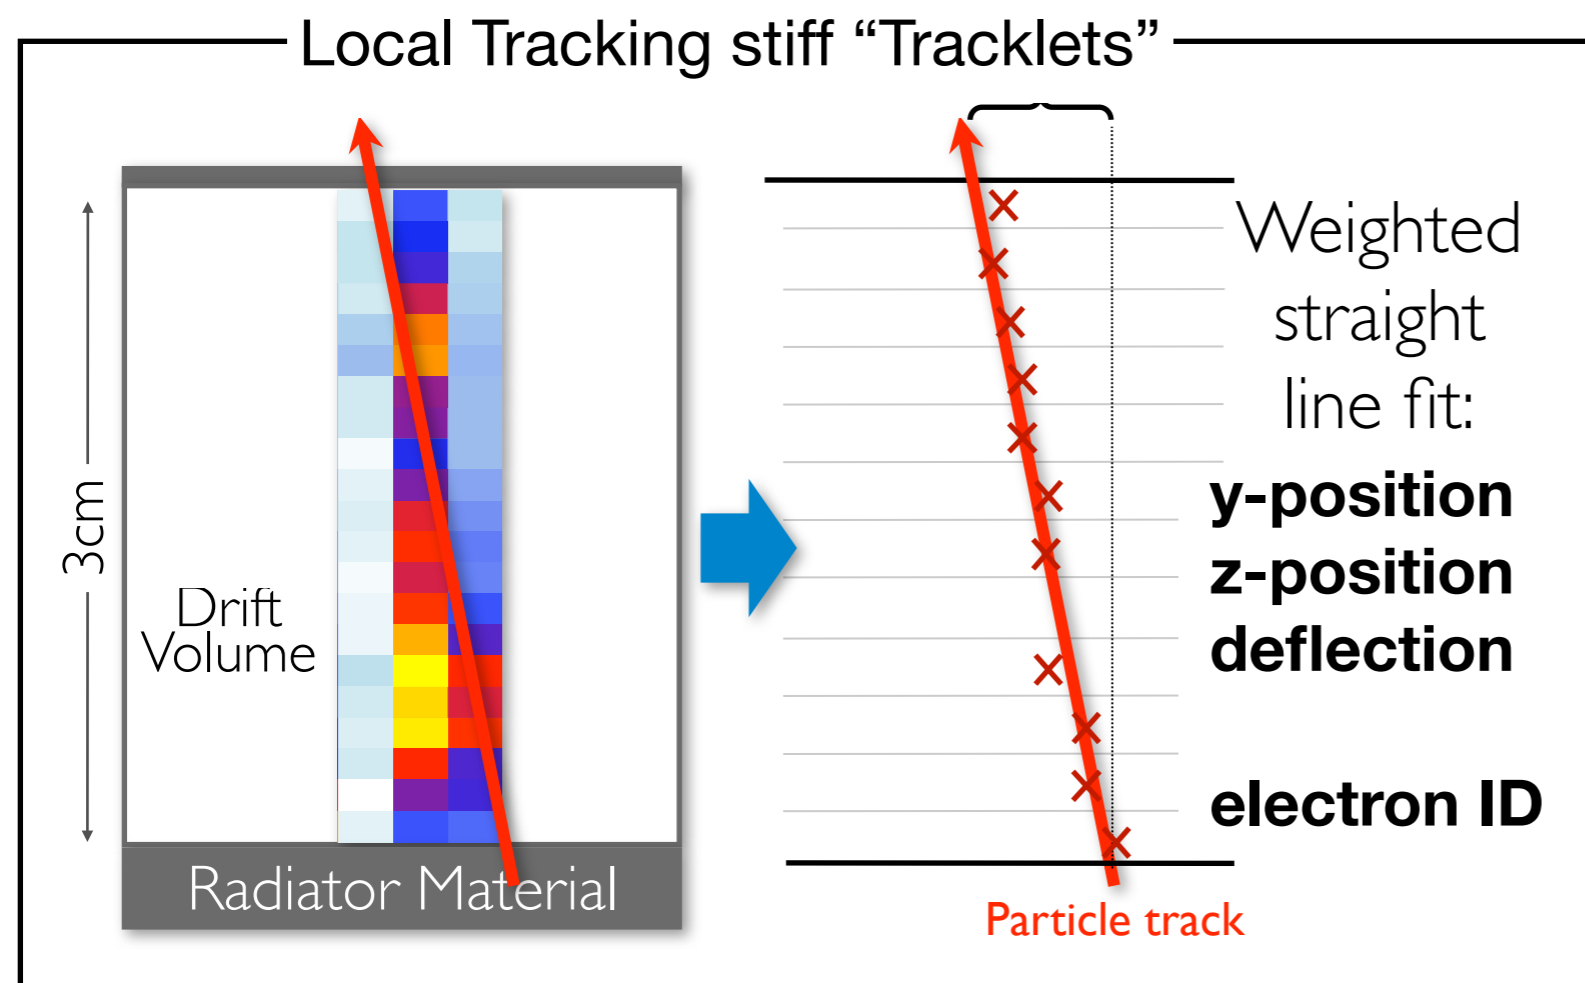 Local Tracking stiff “Tracklets”
3cm
Drift
Volume
Radiator Material
Weighted
straight
line fit:
y-position
z-position
deflection
electron ID
Particle track